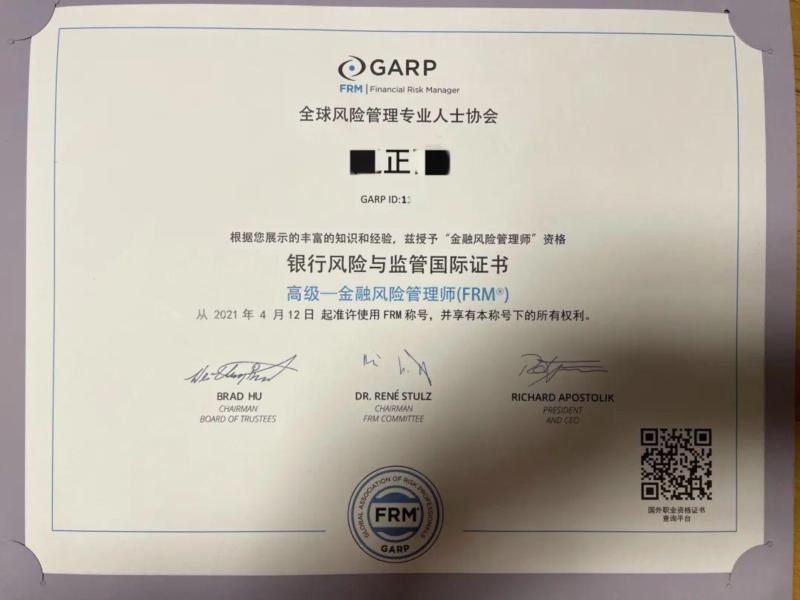 GARP
FRM | Financial Risk Manager
全球风险管理专业人士协会
正
GARP ID:1
根据您展示的丰富的知识和经验，兹授予“金融风险管理师”资格
银行风险与监管国际证书
高级—金融风险管理师(FRM®)
从 2021 年 4 月 12 日 起准许使用 FRM 称号，并享有本称号下的所有权利。
BRAD HU
CHAIRMAN
BOARD OF TRUSTEES
DR. RENÉ STULZ
CHAIRMAN
FRM COMMITTEE
RICHARD APOSTOLIK
PRESIDENT
AND CEO
国外职业资格证书
查询平台
GLOBAL ASSOCIATION OF RISK PROFESSIONALS
FRM
GARP